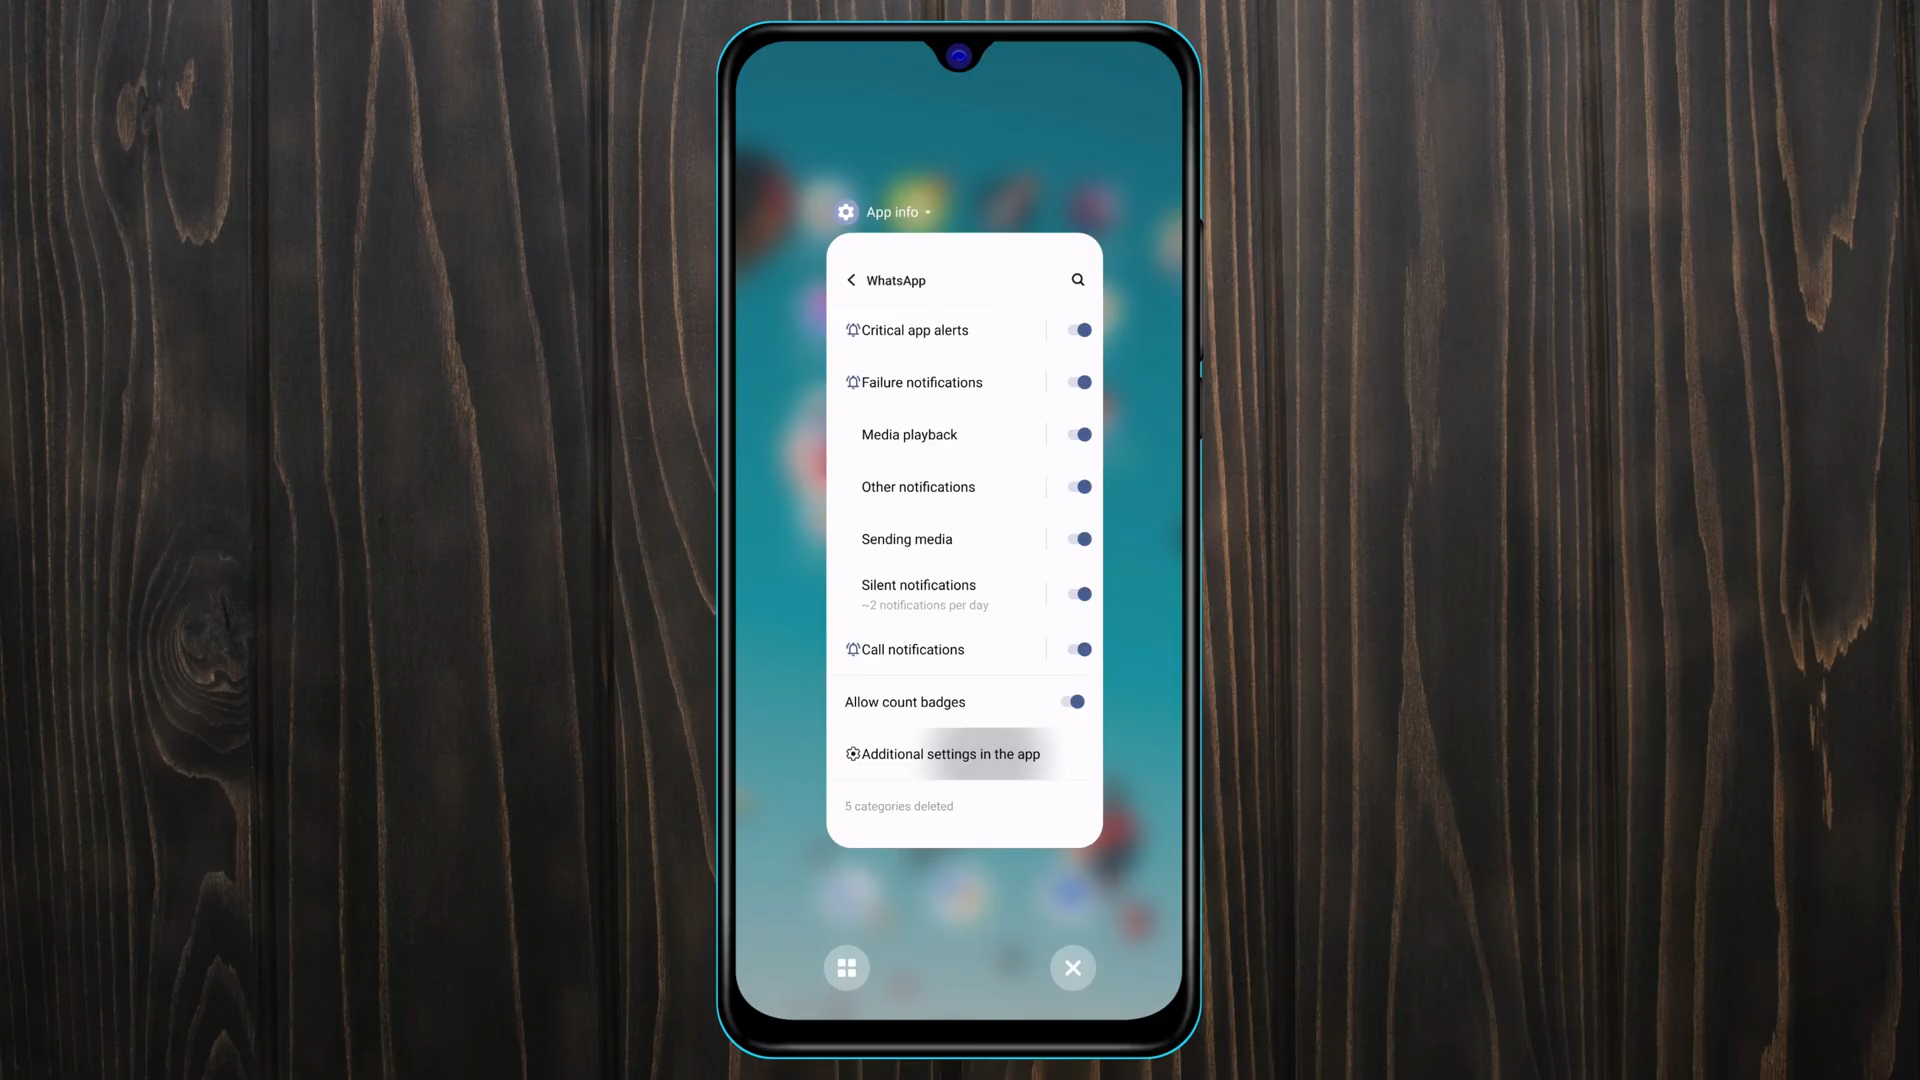 App info
WhatsApp
Critical app alerts
Failure notifications
Media playback
Other notifications
Sending media
Silent notifications
~2 notifications per day
Call notifications
Allow count badges
Additional settings in the app
5 categories deleted